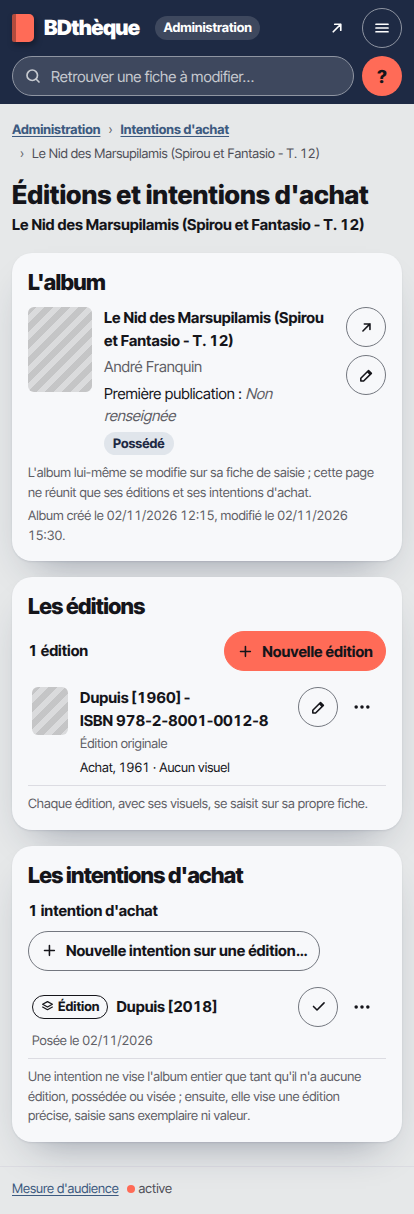 BDthèque Administration
Retrouver une fiche à modifier... ?
Administration › Intentions d'achat
› Le Nid des Marsupilamis (Spirou et Fantasio - T. 12)
Éditions et intentions d'achat
Le Nid des Marsupilamis (Spirou et Fantasio - T. 12)
L'album
Le Nid des Marsupilamis (Spirou
et Fantasio - T. 12)
André Franquin
Première publication : Non
renseignée
Possédé
L'album lui-même se modifie sur sa fiche de saisie ; cette page
ne réunit que ses éditions et ses intentions d'achat.
Album créé le 02/11/2026 12:15, modifié le 02/11/2026
15:30.
Les éditions
1 édition
+ Nouvelle édition
Dupuis [1960] -
ISBN 978-2-8001-0012-8
Édition originale
Achat, 1961 · Aucun visuel
Chaque édition, avec ses visuels, se saisit sur sa propre fiche.
Les intentions d'achat
1 intention d'achat
+ Nouvelle intention sur une édition...
Édition Dupuis [2018]
Posée le 02/11/2026
Une intention ne vise l'album entier que tant qu'il n'a aucune
édition, possédée ou visée ; ensuite, elle vise une édition
précise, saisie sans exemplaire ni valeur.
Mesure d'audience active